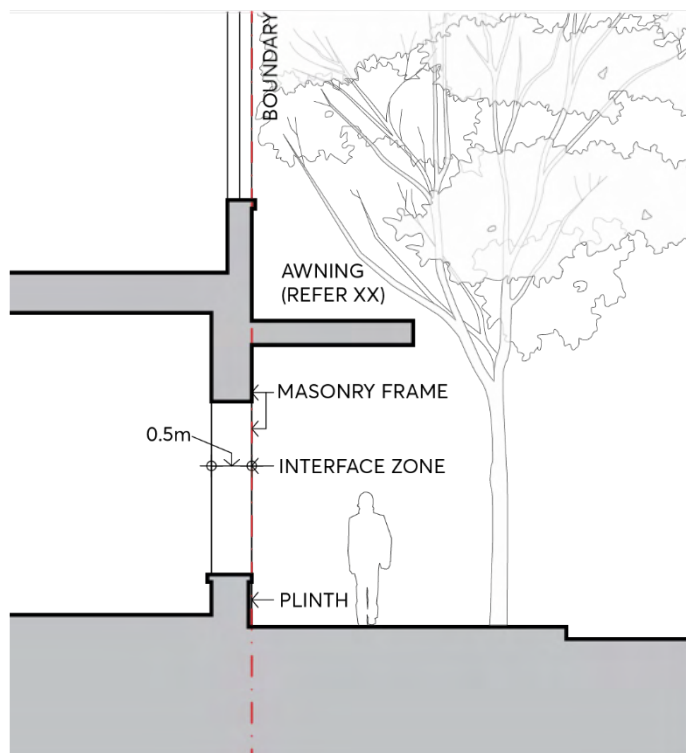 BOUNDARY
AWNING
(REFER XX)
MASONRY FRAME
0.5m
INTERFACE ZONE
PLINTH